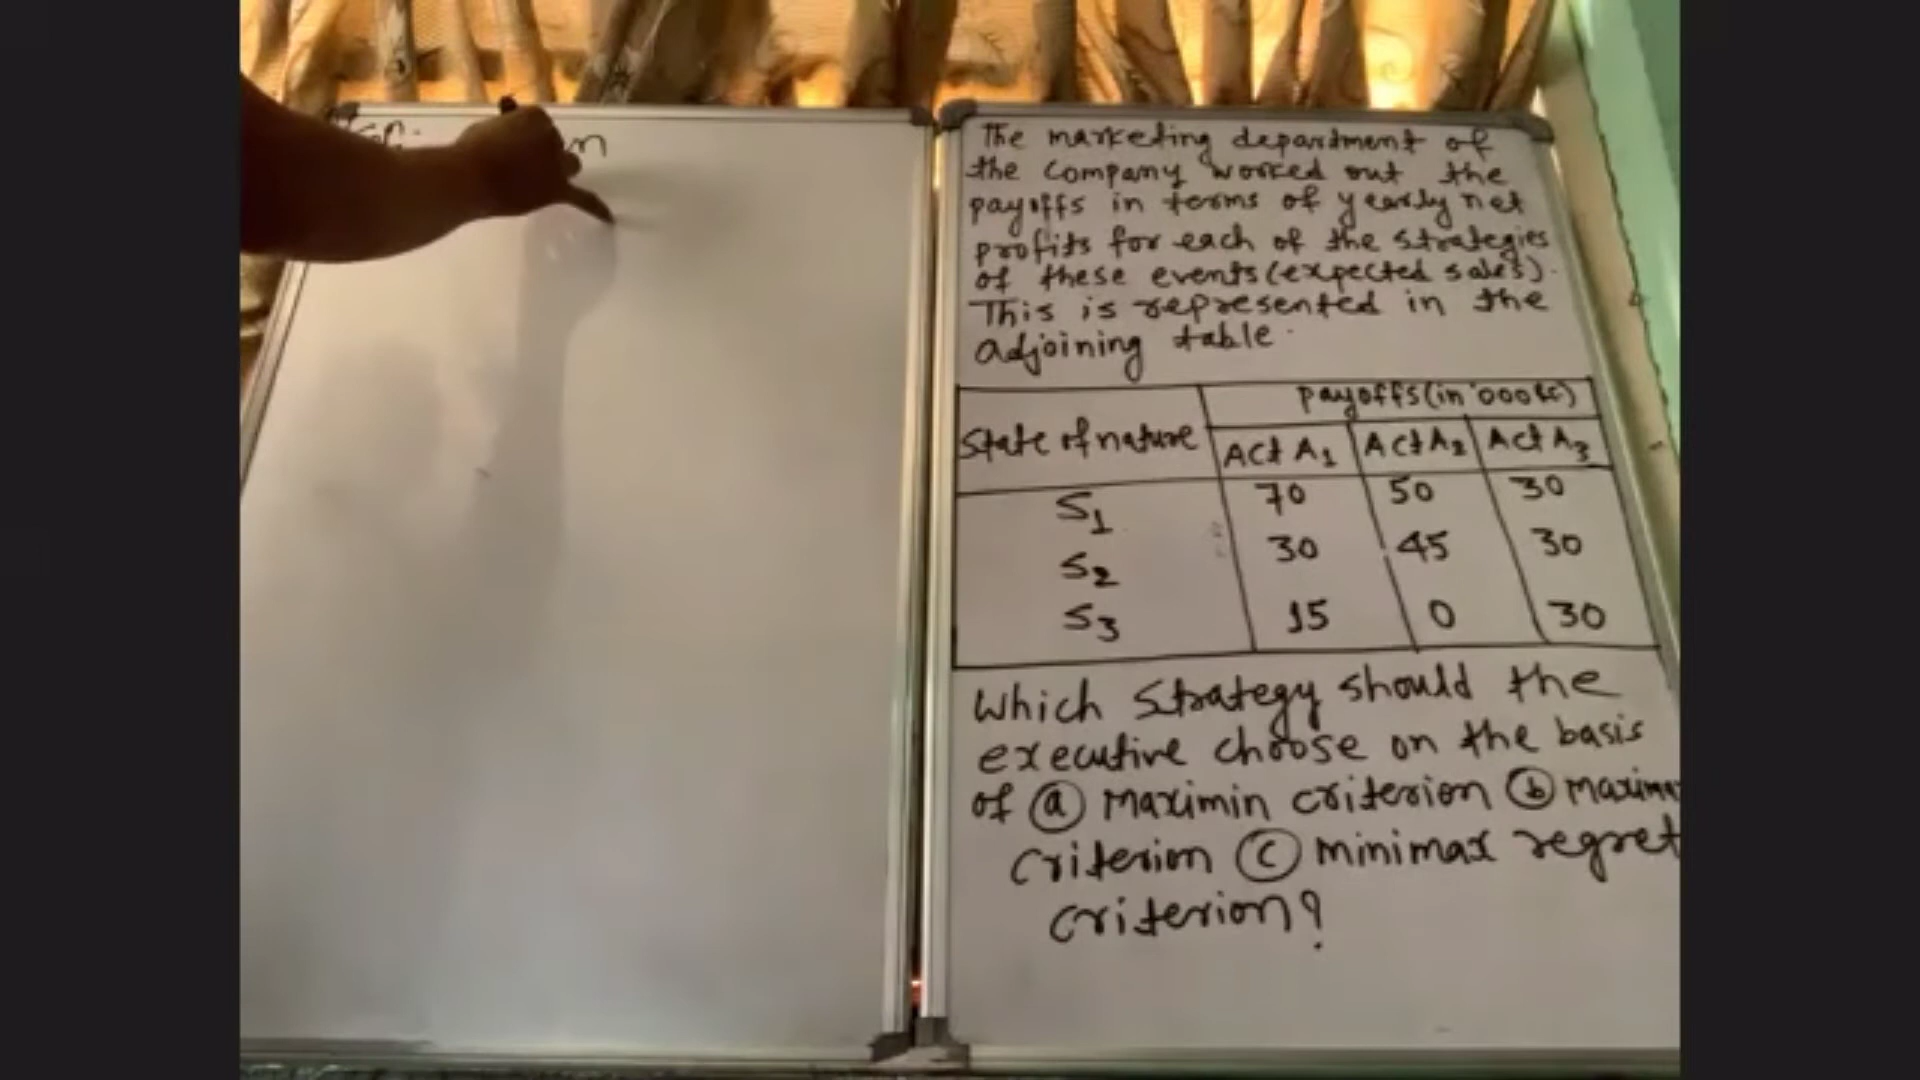 The marketing department of
the company worked out the
payoffs in terms of yearly net
profits for each of the strategies
of these events (expected sales).
This is represented in the
adjoining table.
Payoffs (in '000 Rs)
State of nature Act A1 Act A2 Act A3
S1 70 50 30
S2 30 45 30
S3 15 0 30
Which strategy should the
executive choose on the basis
of (a) maximin criterion (b)
criterion (c) minimax regret
criterion?